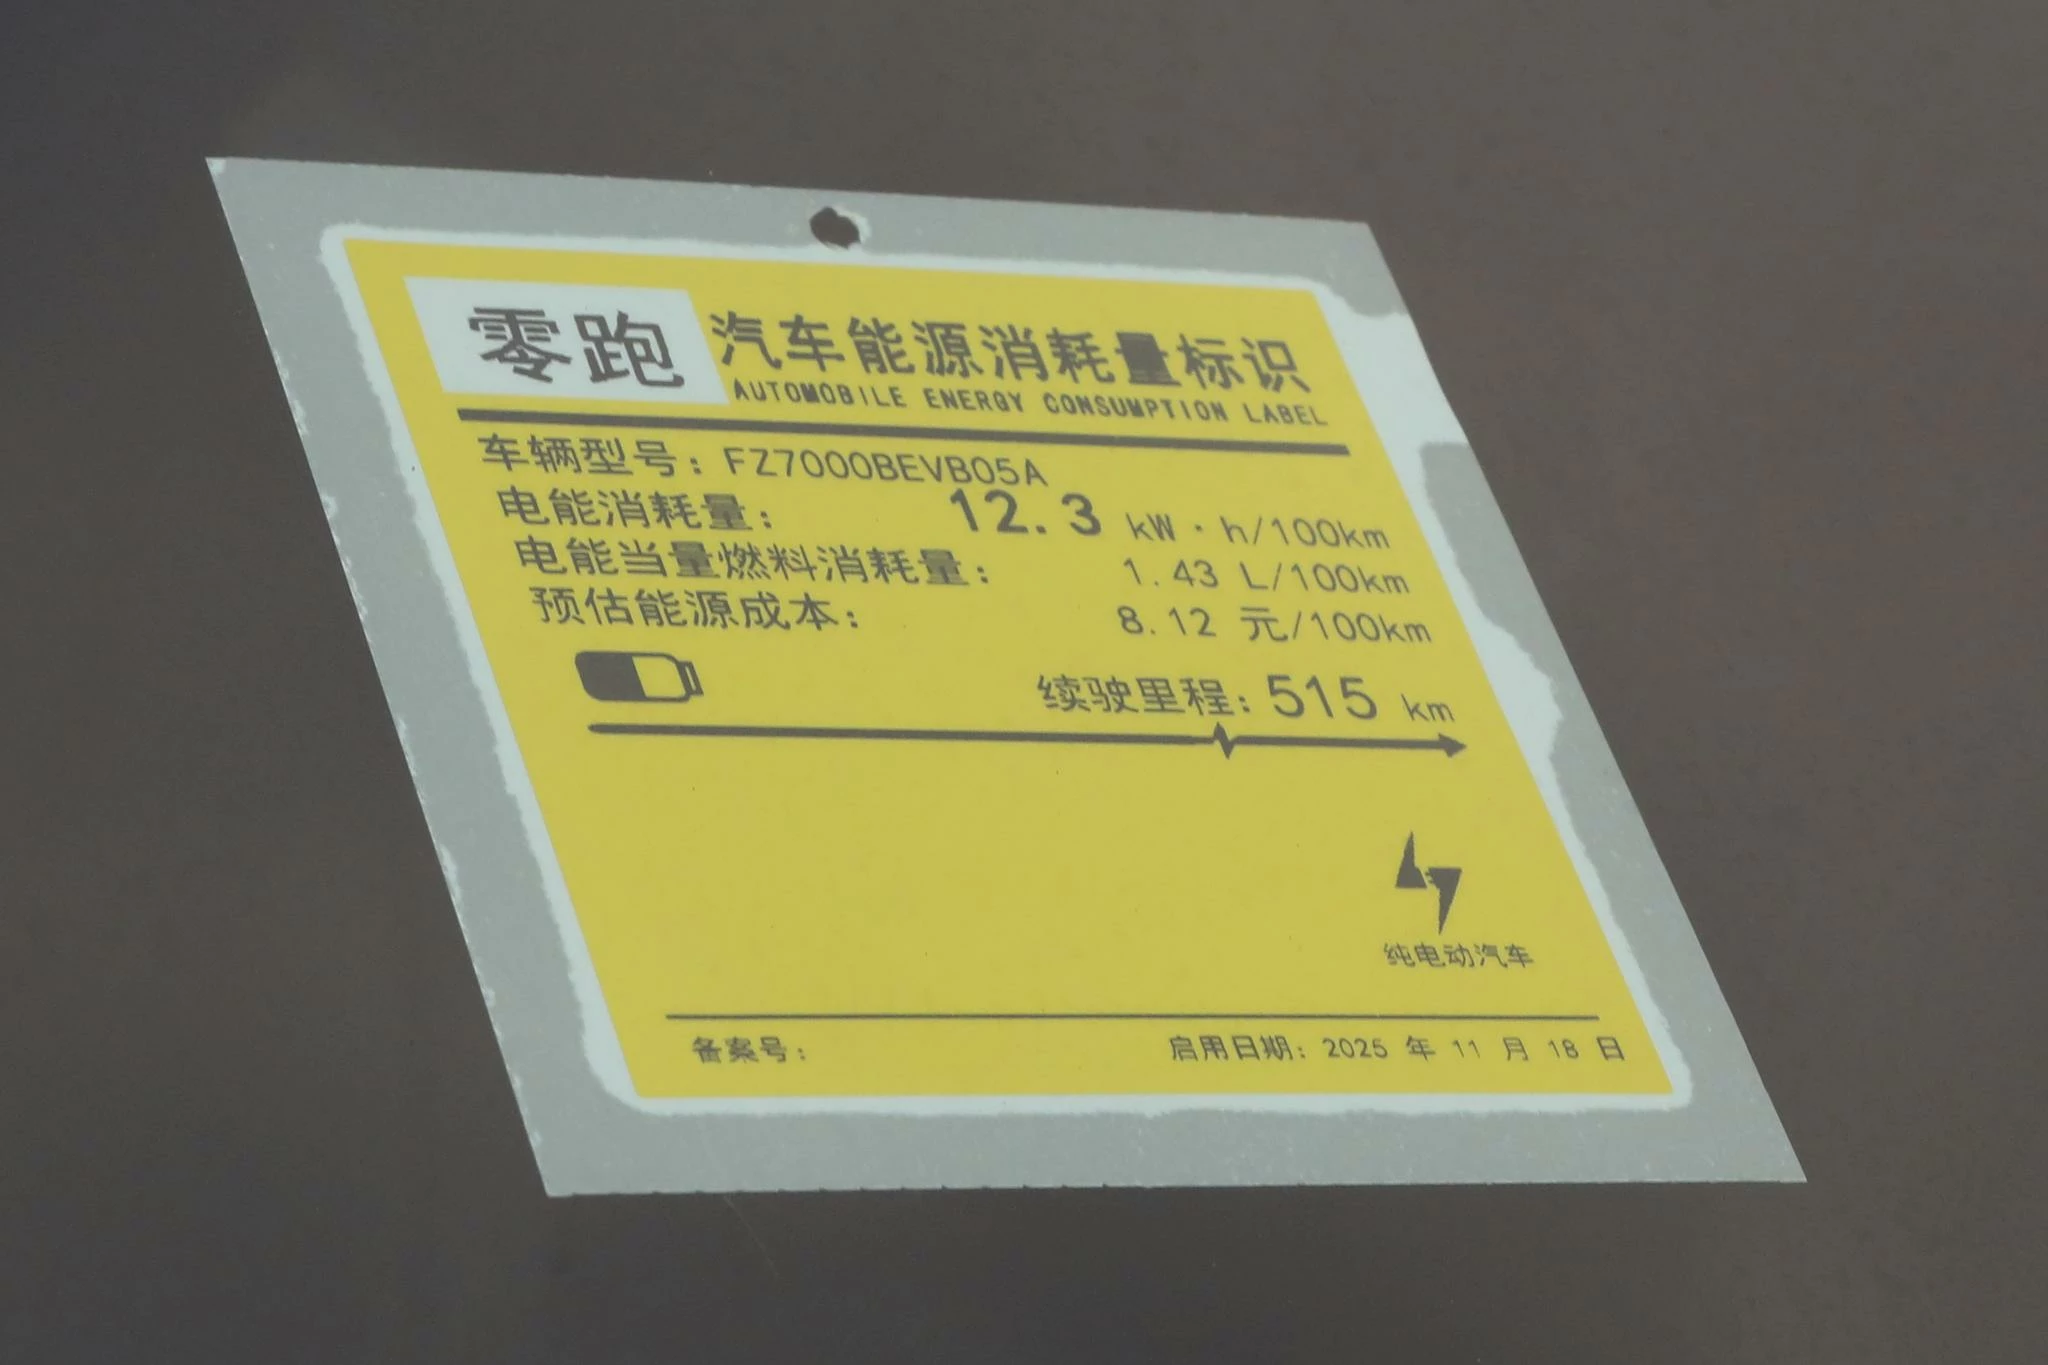 零跑 汽车能源消耗量标识
AUTOMOBILE ENERGY CONSUMPTION LABEL
车辆型号：FZ7000BEVB05A
电能消耗量： 12.3 kW·h/100km
电能当量燃料消耗量： 1.43 L/100km
预估能源成本： 8.12 元/100km
续驶里程：515 km
纯电动汽车
备案号： 启用日期：2025 年 11 月 18 日